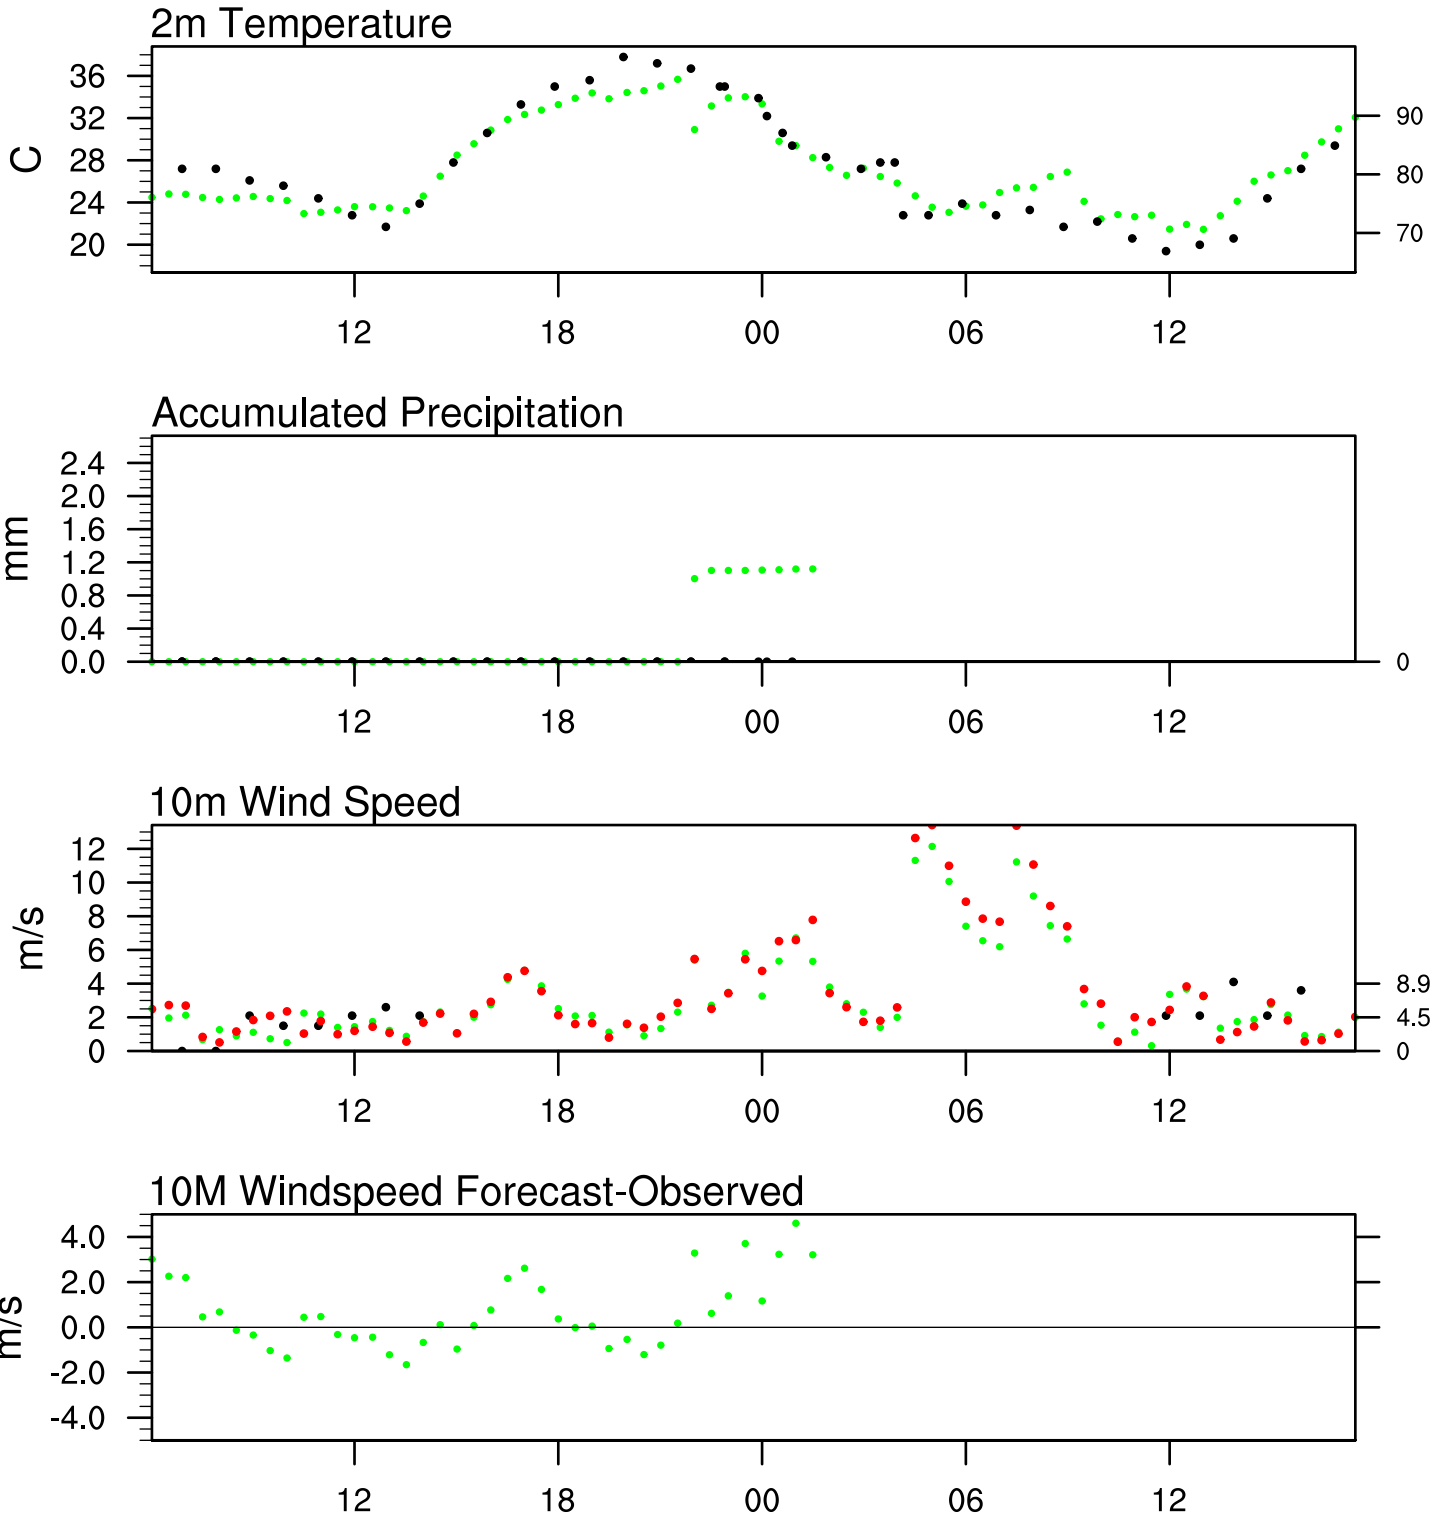 2m Temperature
36
32
28
24
20
C
90
80
70
12 18 00 06 12
Accumulated Precipitation
2.4
2.0
1.6
1.2
0.8
0.4
0.0
mm
0
12 18 00 06 12
10m Wind Speed
12
10
8
6
4
2
0
m/s
8.9
4.5
0
12 18 00 06 12
10M Windspeed Forecast-Observed
4.0
2.0
0.0
-2.0
-4.0
m/s
12 18 00 06 12